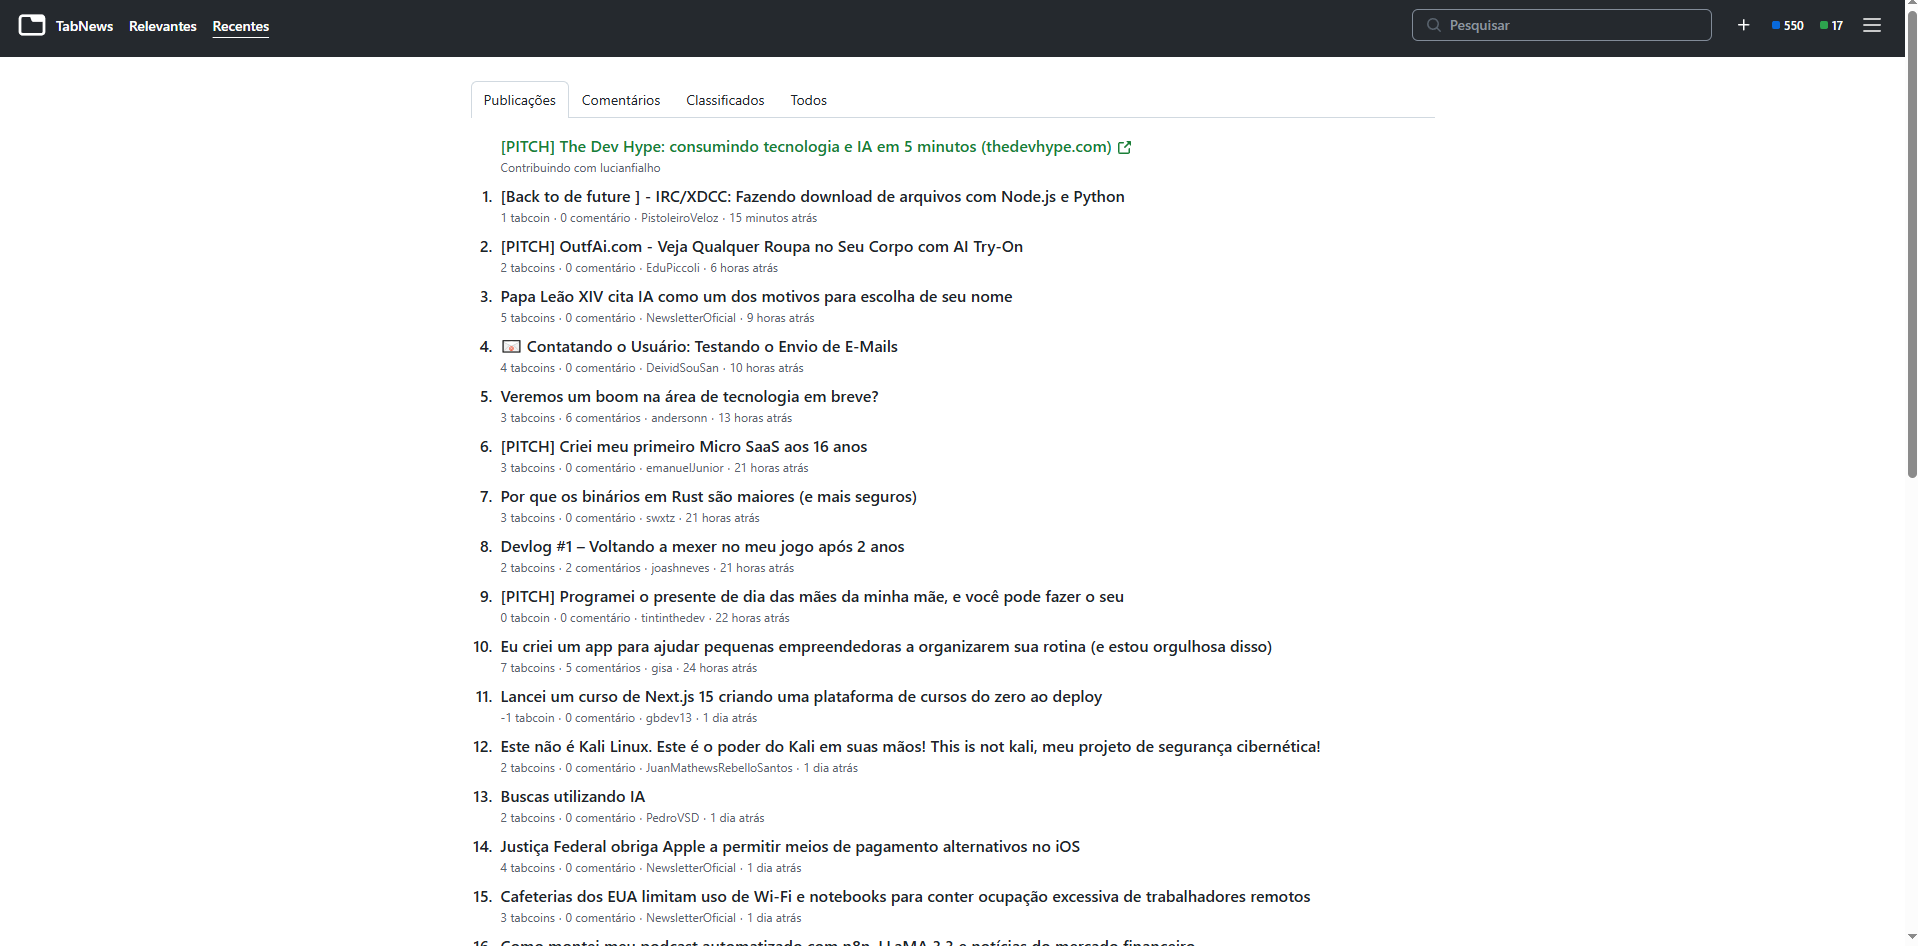 TabNews Relevantes Recentes Pesquisar + 550 17
Publicações Comentários Classificados Todos
[PITCH] The Dev Hype: consumindo tecnologia e IA em 5 minutos (thedevhype.com)
Contribuindo com lucianfialho
1. [Back to de future ] - IRC/XDCC: Fazendo download de arquivos com Node.js e Python
1 tabcoin · 0 comentário · PistoleiroVeloz · 15 minutos atrás
2. [PITCH] OutfAi.com - Veja Qualquer Roupa no Seu Corpo com AI Try-On
2 tabcoins · 0 comentário · EduPiccoli · 6 horas atrás
3. Papa Leão XIV cita IA como um dos motivos para escolha de seu nome
5 tabcoins · 0 comentário · NewsletterOficial · 9 horas atrás
4. Contatando o Usuário: Testando o Envio de E-Mails
4 tabcoins · 0 comentário · DeividSouSan · 10 horas atrás
5. Veremos um boom na área de tecnologia em breve?
3 tabcoins · 6 comentários · andersonn · 13 horas atrás
6. [PITCH] Criei meu primeiro Micro SaaS aos 16 anos
3 tabcoins · 0 comentário · emanuelJunior · 21 horas atrás
7. Por que os binários em Rust são maiores (e mais seguros)
3 tabcoins · 0 comentário · swxtz · 21 horas atrás
8. Devlog #1 – Voltando a mexer no meu jogo após 2 anos
2 tabcoins · 2 comentários · joashneves · 21 horas atrás
9. [PITCH] Programei o presente de dia das mães da minha mãe, e você pode fazer o seu
0 tabcoin · 0 comentário · tintinthedev · 22 horas atrás
10. Eu criei um app para ajudar pequenas empreendedoras a organizarem sua rotina (e estou orgulhosa disso)
7 tabcoins · 5 comentários · gisa · 24 horas atrás
11. Lancei um curso de Next.js 15 criando uma plataforma de cursos do zero ao deploy
-1 tabcoin · 0 comentário · gbdev13 · 1 dia atrás
12. Este não é Kali Linux. Este é o poder do Kali em suas mãos! This is not kali, meu projeto de segurança cibernética!
2 tabcoins · 0 comentário · JuanMathewsRebelloSantos · 1 dia atrás
13. Buscas utilizando IA
2 tabcoins · 0 comentário · PedroVSD · 1 dia atrás
14. Justiça Federal obriga Apple a permitir meios de pagamento alternativos no iOS
4 tabcoins · 0 comentário · NewsletterOficial · 1 dia atrás
15. Cafeterias dos EUA limitam uso de Wi-Fi e notebooks para conter ocupação excessiva de trabalhadores remotos
3 tabcoins · 0 comentário · NewsletterOficial · 1 dia atrás
16. Como montei meu podcast automatizado com n8n, LLaMA 3.3 e notícias do mercado financeiro